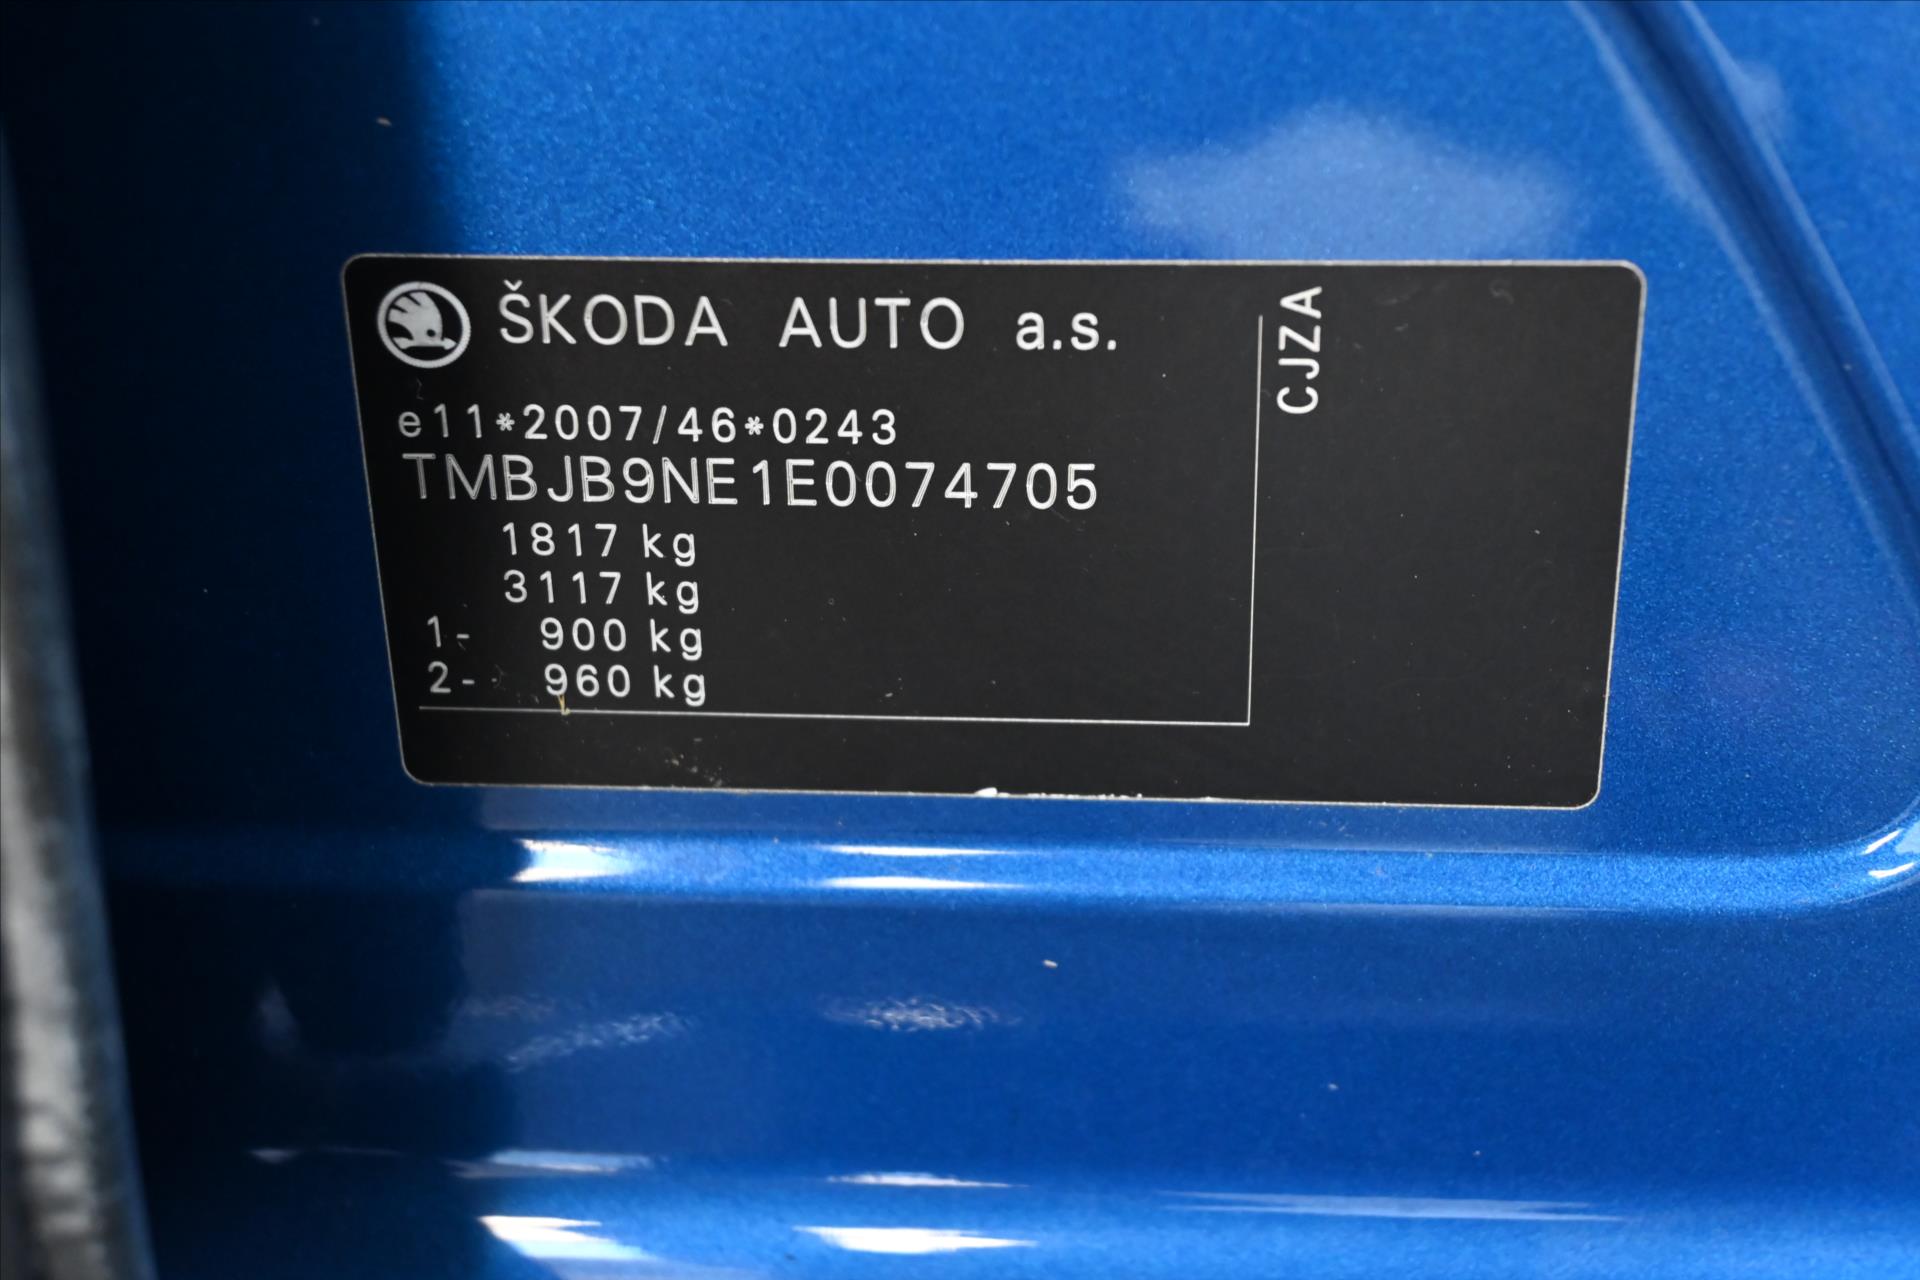 ŠKODA AUTO a.s.
e11*2007/46*0243
TMBJB9NE1E0074705
1817 kg
3117 kg
1- 900 kg
2- 960 kg
CJZA